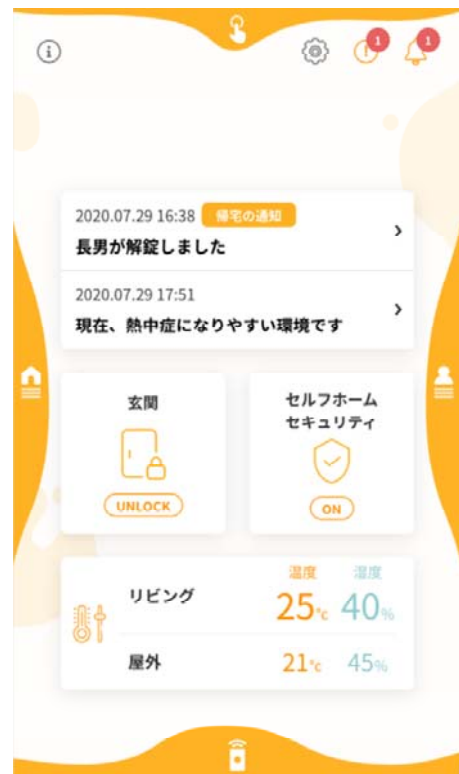 1
1
2020.07.29 16:38 帰宅の通知
長男が解錠しました
2020.07.29 17:51
現在、熱中症になりやすい環境です
玄関
UNLOCK
セルフホーム
セキュリティ
ON
温度 湿度
リビング 25℃ 40%
屋外 21℃ 45%